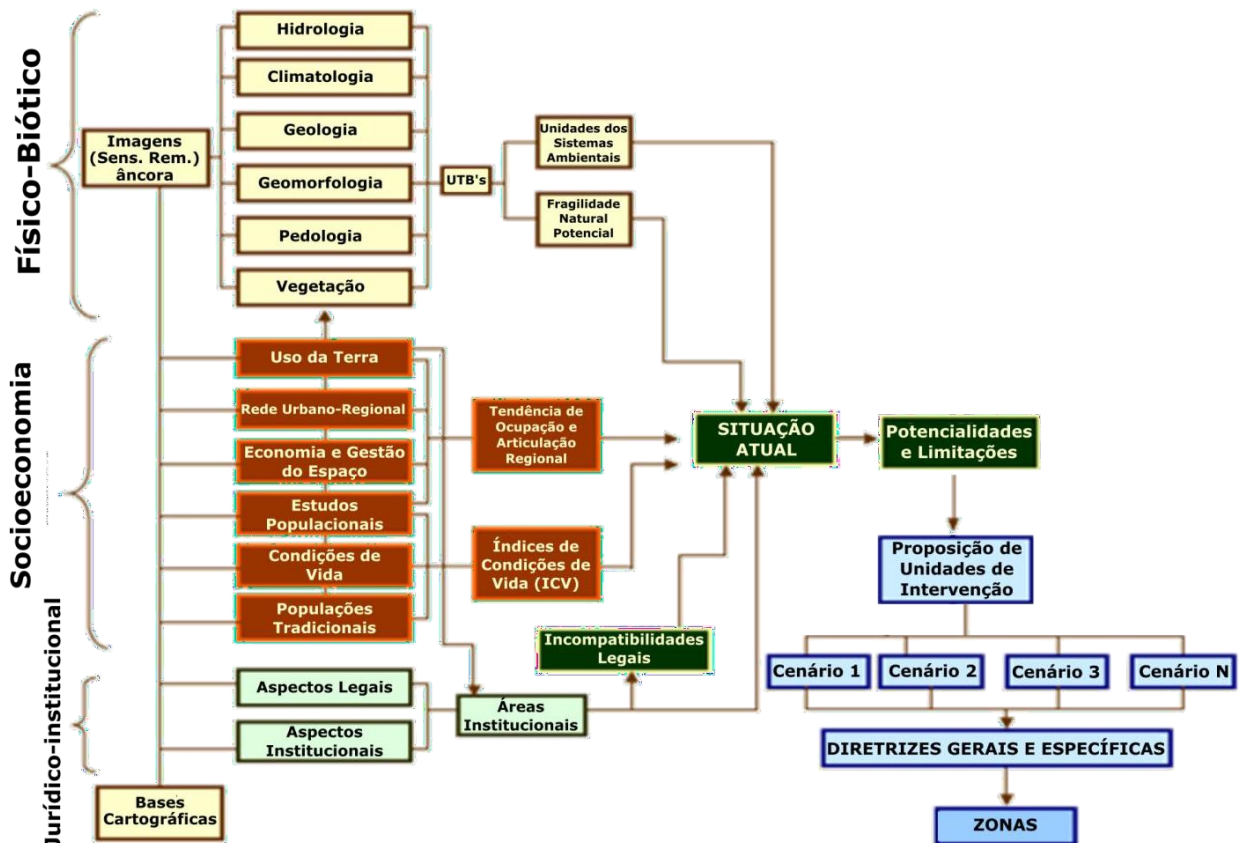 Físico-Biótico
Imagens
(Sens. Rem.)
âncora
Hidrologia
Climatologia
Geologia
Geomorfologia
Pedologia
Vegetação
UTB's
Unidades dos
Sistemas
Ambientais
Fragilidade
Natural
Potencial
Socioeconomia
Uso da Terra
Rede Urbano-Regional
Economia e Gestão
do Espaço
Estudos
Populacionais
Condições de
Vida
Populações
Tradicionais
Tendência de
Ocupação e
Articulação
Regional
Índices de
Condições de
Vida (ICV)
SITUAÇÃO
ATUAL
Potencialidades
e Limitações
Proposição de
Unidades de
Intervenção
Incompatibilidades
Legais
Jurídico-institucional
Aspectos Legais
Aspectos
Institucionais
Áreas
Institucionais
Bases
Cartográficas
Cenário 1
Cenário 2
Cenário 3
Cenário N
DIRETRIZES GERAIS E ESPECÍFICAS
ZONAS